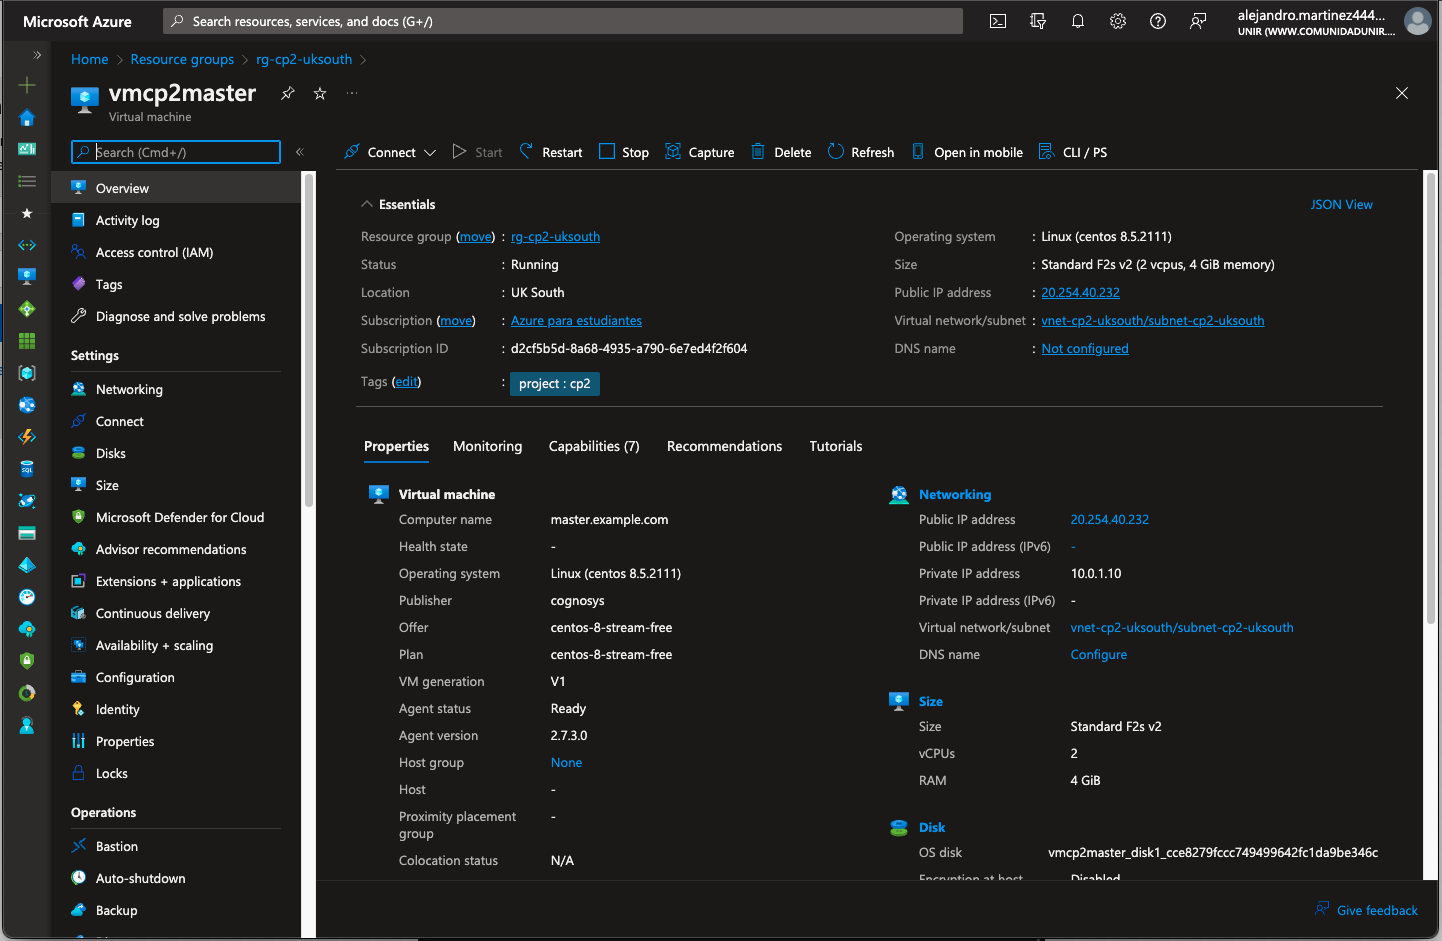 Microsoft Azure
Search resources, services, and docs (G+/)
alejandro.martinez444...
UNIR (WWW.COMUNIDADUNIR....
Home > Resource groups > rg-cp2-uksouth >
vmcp2master
Virtual machine
Search (Cmd+/)
Overview
Activity log
Access control (IAM)
Tags
Diagnose and solve problems
Settings
Networking
Connect
Disks
Size
Microsoft Defender for Cloud
Advisor recommendations
Extensions + applications
Continuous delivery
Availability + scaling
Configuration
Identity
Properties
Locks
Operations
Bastion
Auto-shutdown
Backup
Connect Start Restart Stop Capture Delete Refresh Open in mobile CLI / PS
Essentials
JSON View
Resource group (move) : rg-cp2-uksouth
Status : Running
Location : UK South
Subscription (move) : Azure para estudiantes
Subscription ID : d2cf5b5d-8a68-4935-a790-6e7ed4f2f604
Tags (edit) : project : cp2
Operating system : Linux (centos 8.5.2111)
Size : Standard F2s v2 (2 vcpus, 4 GiB memory)
Public IP address : 20.254.40.232
Virtual network/subnet : vnet-cp2-uksouth/subnet-cp2-uksouth
DNS name : Not configured
Properties Monitoring Capabilities (7) Recommendations Tutorials
Virtual machine
Computer name master.example.com
Health state -
Operating system Linux (centos 8.5.2111)
Publisher cognosys
Offer centos-8-stream-free
Plan centos-8-stream-free
VM generation V1
Agent status Ready
Agent version 2.7.3.0
Host group None
Host -
Proximity placement -
group
Colocation status N/A
Networking
Public IP address 20.254.40.232
Public IP address (IPv6) -
Private IP address 10.0.1.10
Private IP address (IPv6) -
Virtual network/subnet vnet-cp2-uksouth/subnet-cp2-uksouth
DNS name Configure
Size
Size Standard F2s v2
vCPUs 2
RAM 4 GiB
Disk
OS disk vmcp2master_disk1_cce8279fccc749499642fc1da9be346c
Encryption at host Disabled
Give feedback